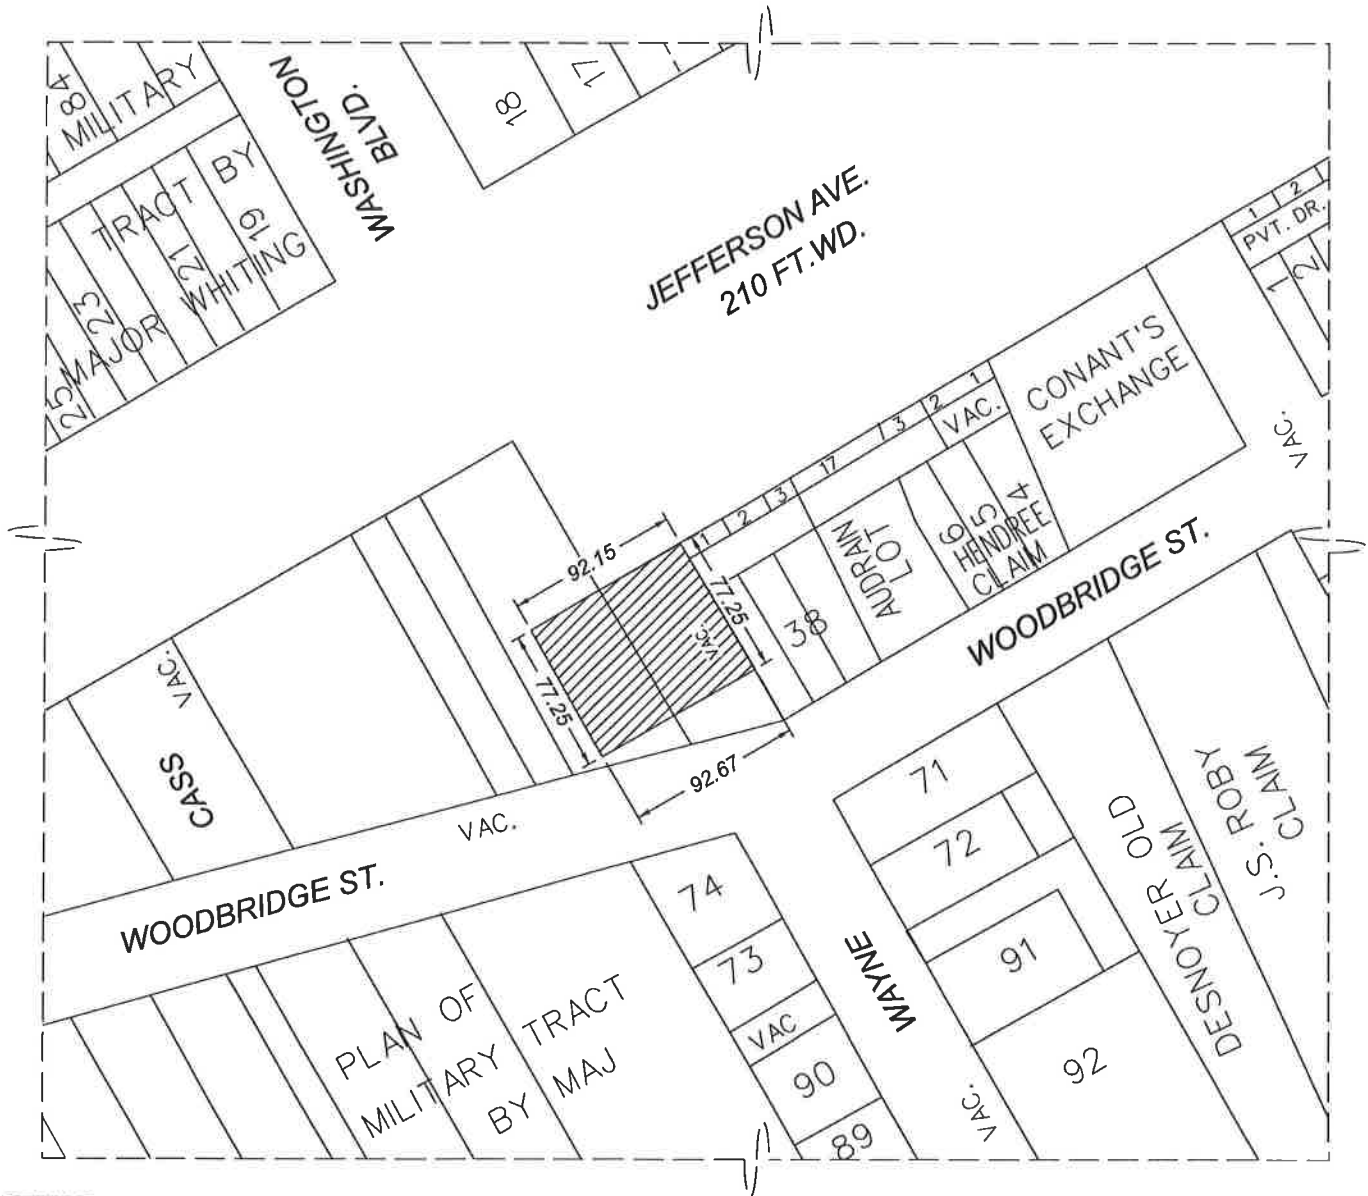 84
MILITARY
TRACT BY
MAJOR WHITING
19
21
23
25
WASHINGTON
BLVD.
18
17
JEFFERSON AVE.
210 FT.WD.
1 2
PVT. DR.
1 2
CONANT'S
EXCHANGE
VAC.
1 2 3 17 3 2 1
VAC.
92.15
77.25
VAC.
77.25
92.67
38
AUDRAIN
LOT
6
5
4
HENDREE
CLAIM
WOODBRIDGE ST.
CASS
VAC.
WOODBRIDGE ST.
VAC.
PLAN OF
MILITARY TRACT
BY MAJ
74
73
VAC
90
89
WAYNE
VAC.
71
72
91
92
DESNOYER OLD
CLAIM
J.S. ROBY
CLAIM